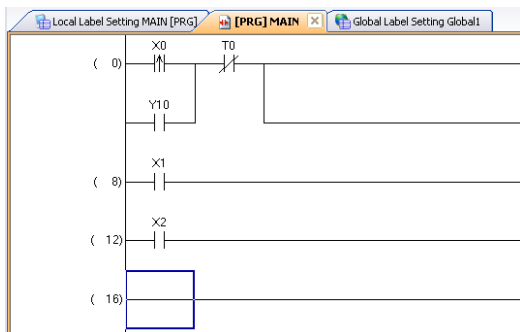 Local Label Setting MAIN [PRG] [PRG] MAIN Global Label Setting Global1
X0 T0
( 0)
Y10
X1
( 8)
X2
( 12)
( 16)